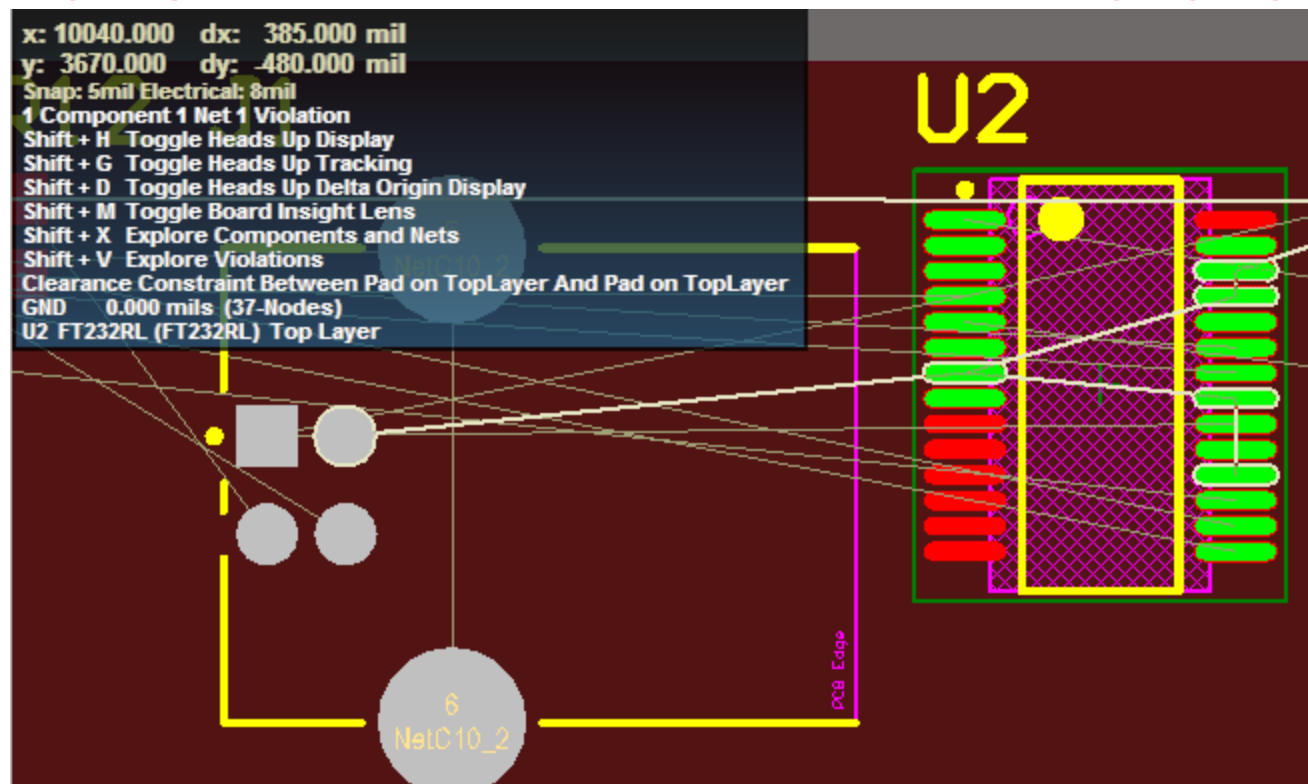 x: 10040.000 dx: 385.000 mil
y: 3670.000 dy: -480.000 mil
Snap: 5mil Electrical: 8mil
1 Component 1 Net 1 Violation
Shift + H Toggle Heads Up Display
Shift + G Toggle Heads Up Tracking
Shift + D Toggle Heads Up Delta Origin Display
Shift + M Toggle Board Insight Lens
Shift + X Explore Components and Nets
Shift + V Explore Violations
Clearance Constraint Between Pad on TopLayer And Pad on TopLayer
GND 0.000 mils (37-Nodes)
U2 FT232RL (FT232RL) Top Layer
U2
NetC10_2
PCB Edge
6
NetC10_2